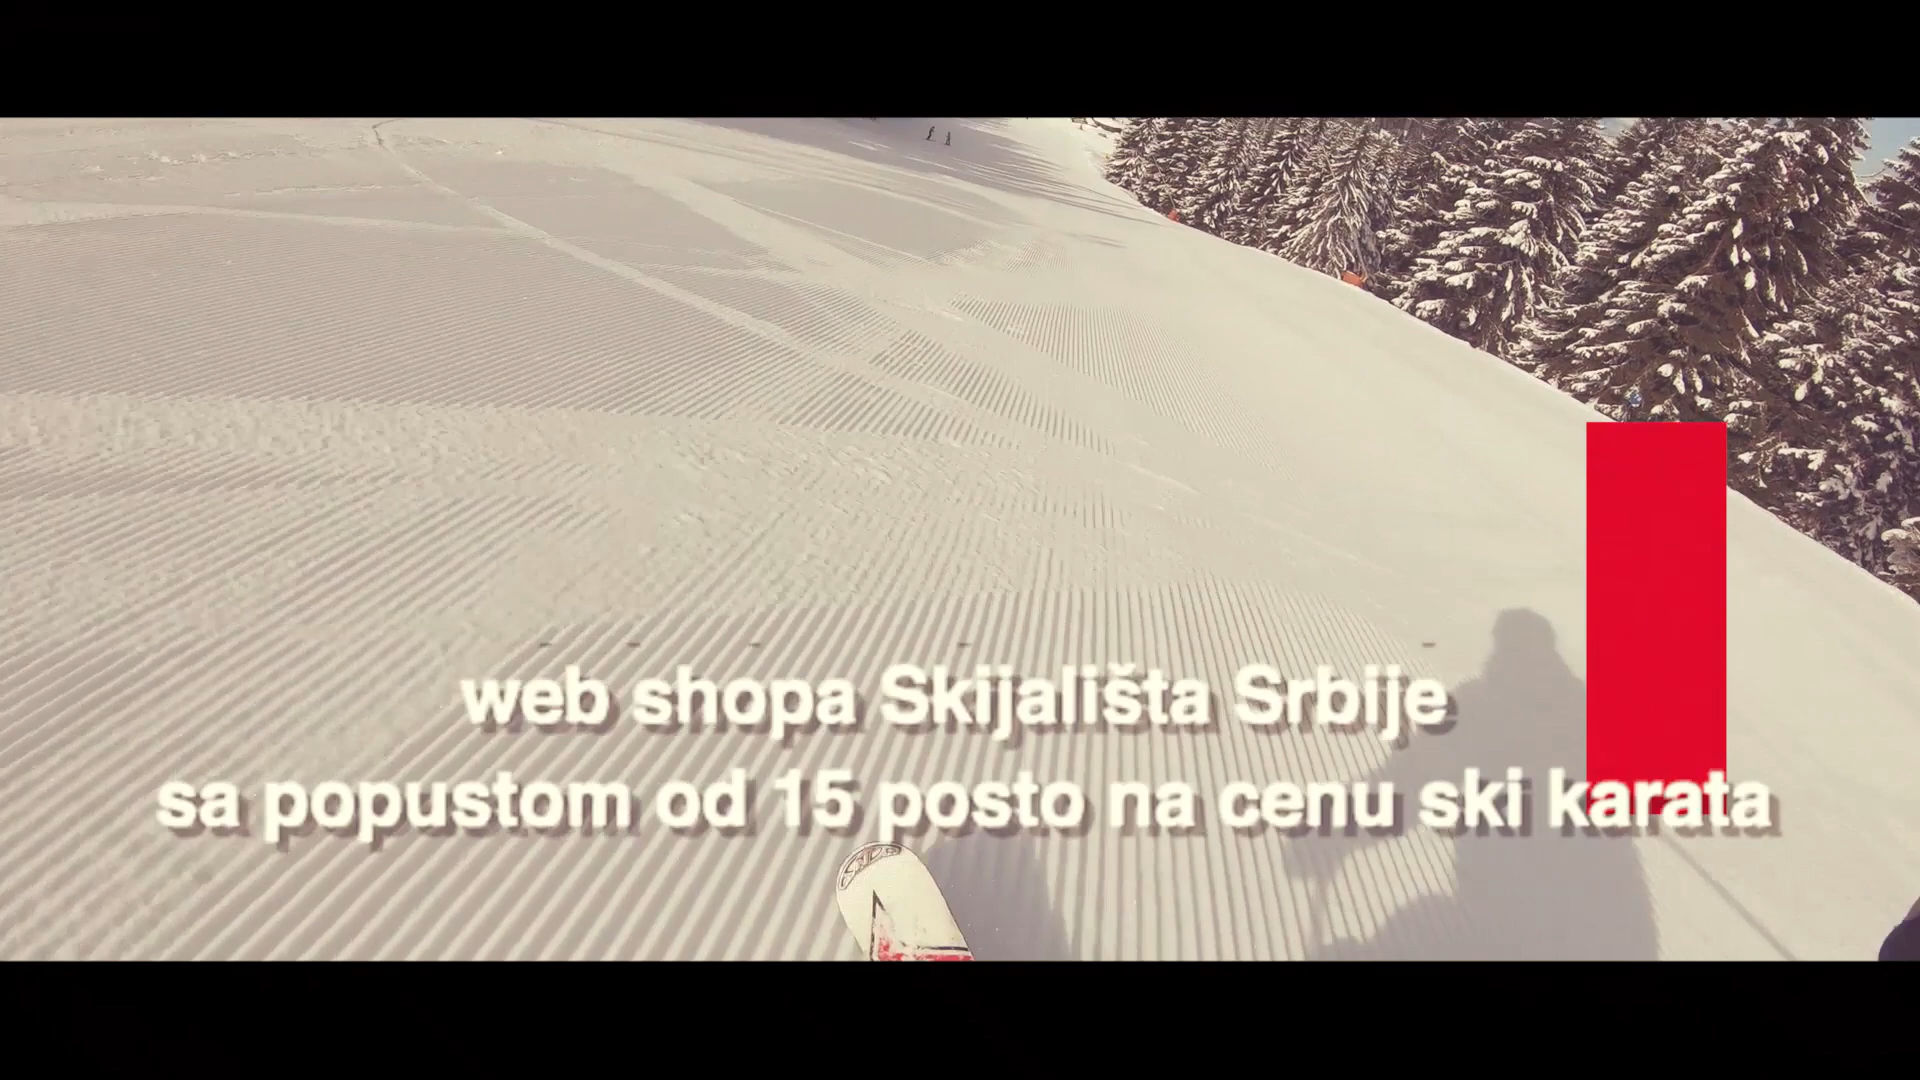 web shopa Skijališta Srbije
sa popustom od 15 posto na cenu ski karata